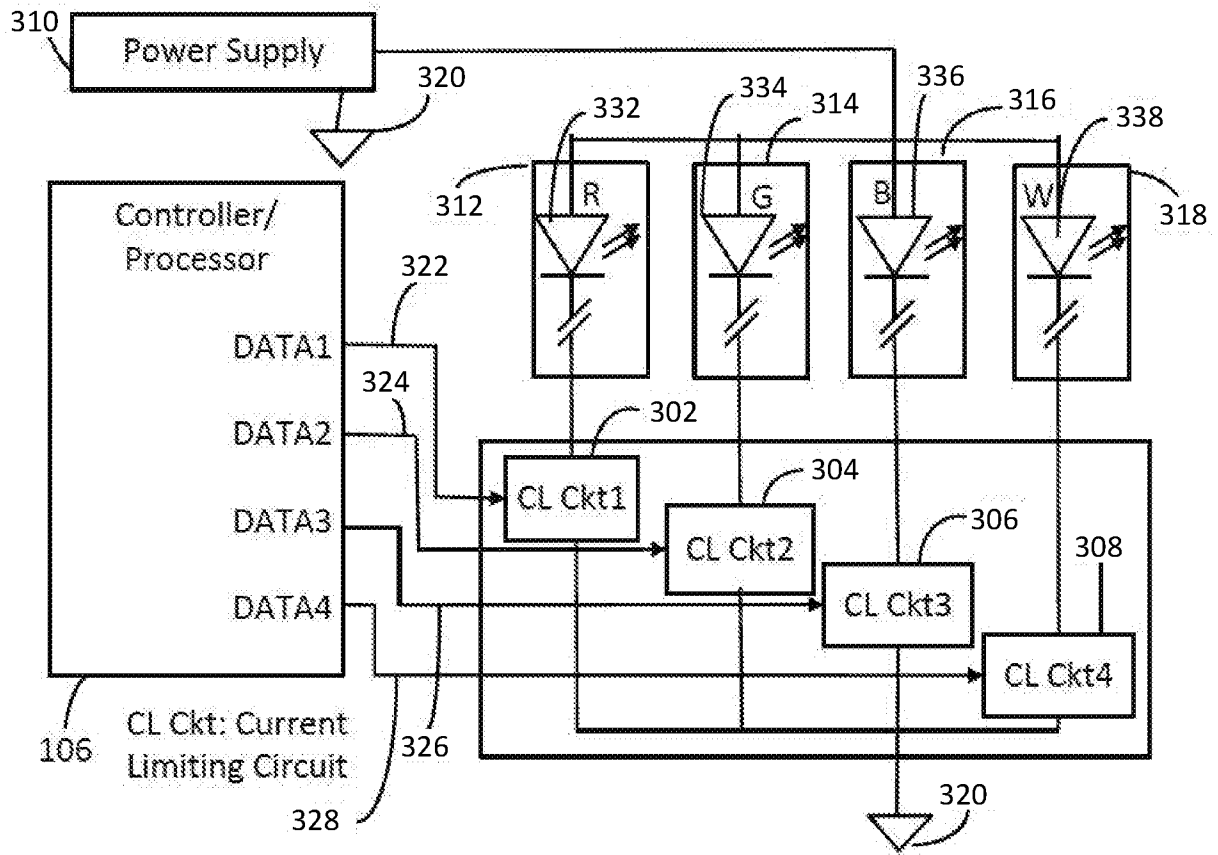 310
Power Supply
320
332
334
314
336
316
338
312
R
G
B
W
318
Controller/
Processor
322
DATA1
324
DATA2
DATA3
DATA4
302
304
306
308
CL Ckt1
CL Ckt2
CL Ckt3
CL Ckt4
106
CL Ckt: Current
Limiting Circuit
326
328
320